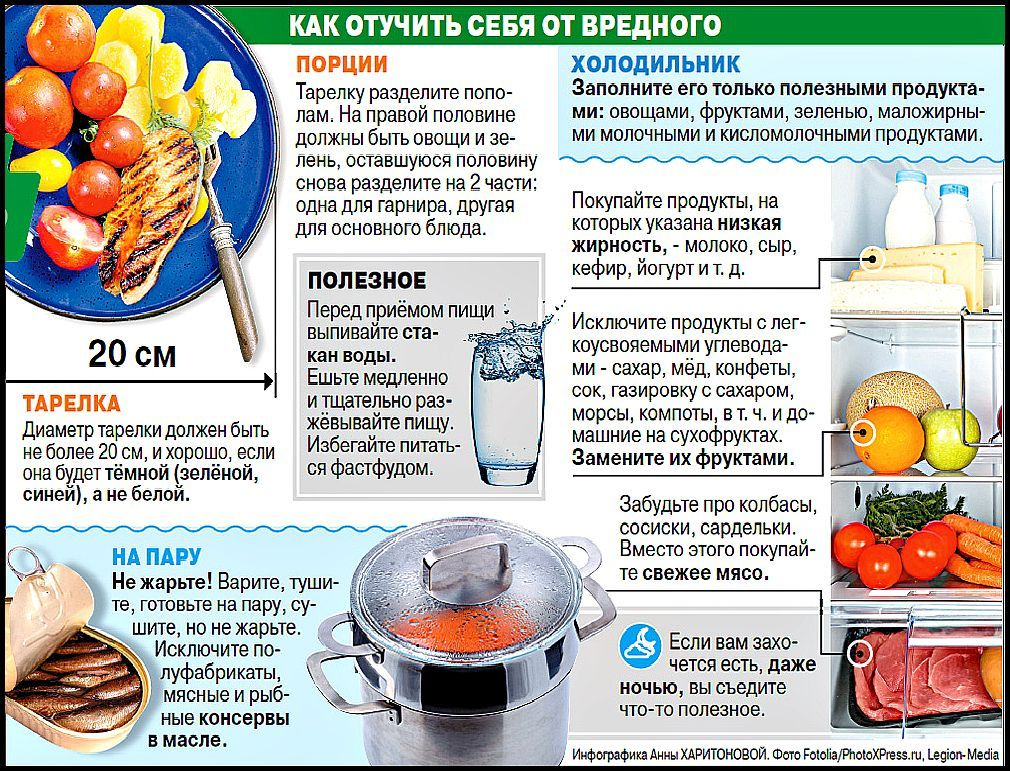 КАК ОТУЧИТЬ СЕБЯ ОТ ВРЕДНОГО
ПОРЦИИ
Тарелку разделите попо-
лам. На правой половине
должны быть овощи и зе-
лень, оставшуюся половину
снова разделите на 2 части:
одна для гарнира, другая
для основного блюда.
ХОЛОДИЛЬНИК
Заполните его только полезными продукта-
ми: овощами, фруктами, зеленью, маложирны-
ми молочными и кисломолочными продуктами.
Покупайте продукты, на
которых указана низкая
жирность, - молоко, сыр,
кефир, йогурт и т. д.
ПОЛЕЗНОЕ
Перед приёмом пищи
выпивайте ста-
кан воды.
Ешьте медленно
и тщательно раз-
жёвывайте пищу.
Избегайте питать-
ся фастфудом.
20 см
ТАРЕЛКА
Диаметр тарелки должен быть
не более 20 см, и хорошо, если
она будет тёмной (зелёной,
синей), а не белой.
Исключите продукты с лег-
коусвояемыми углевода-
ми - сахар, мёд, конфеты,
сок, газировку с сахаром,
морсы, компоты, в т. ч. и до-
машние на сухофруктах.
Замените их фруктами.
Забудьте про колбасы,
сосиски, сардельки.
Вместо этого покупай-
те свежее мясо.
НА ПАРУ
Не жарьте! Варите, туши-
те, готовьте на пару, су-
шите, но не жарьте.
Исключите по-
луфабрикаты,
мясные и рыб-
ные консервы
в масле.
Если вам захо-
чется есть, даже
ночью, вы съедите
что-то полезное.
Инфографика Анны ХАРИТОНОВОЙ. Фото Fotolia/PhotoXPress.ru, Legion-Media